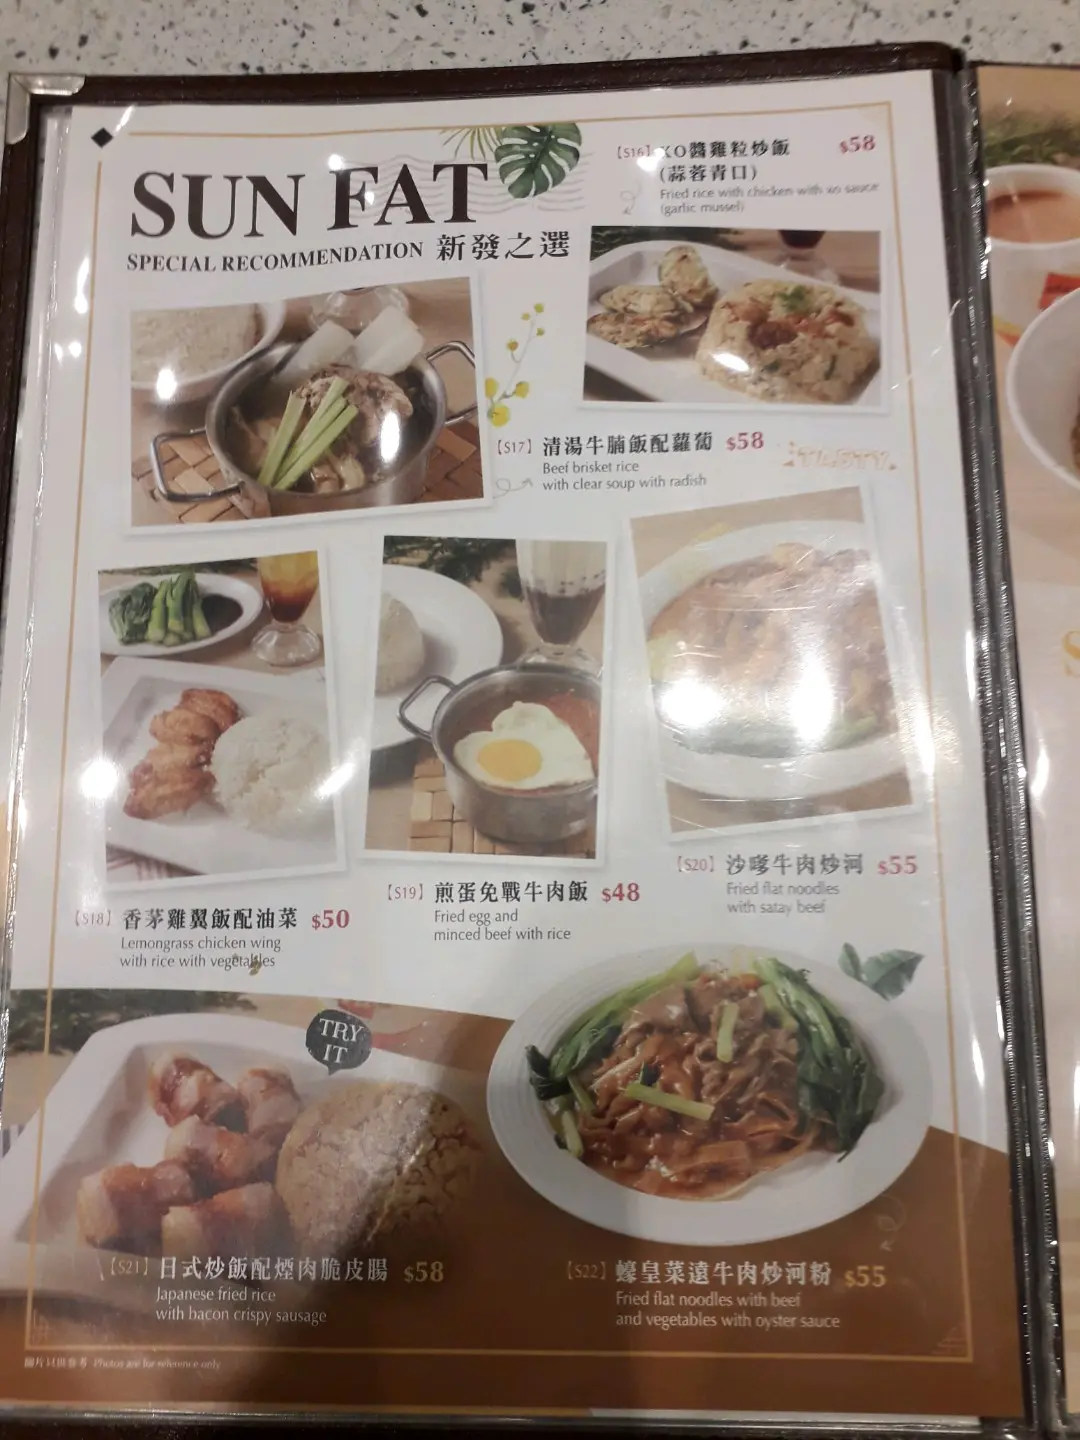 SUN FAT
SPECIAL RECOMMENDATION 新發之選
【S16】XO醬雞粒炒飯 $58
(蒜蓉青口)
Fried rice with chicken with xo sauce
(garlic mussel)
【S17】清湯牛腩飯配蘿蔔 $58
Beef brisket rice
with clear soup with radish
TASTY
【S18】香茅雞翼飯配油菜 $50
Lemongrass chicken wing
with rice with vegetables
【S19】煎蛋免戰牛肉飯 $48
Fried egg and
minced beef with rice
【S20】沙嗲牛肉炒河 $55
Fried flat noodles
with satay beef
TRY
IT
【S21】日式炒飯配煙肉脆皮腸 $58
Japanese fried rice
with bacon crispy sausage
【S22】蠔皇菜遠牛肉炒河粉 $55
Fried flat noodles with beef
and vegetables with oyster sauce
圖片只供參考 Photos are for reference only